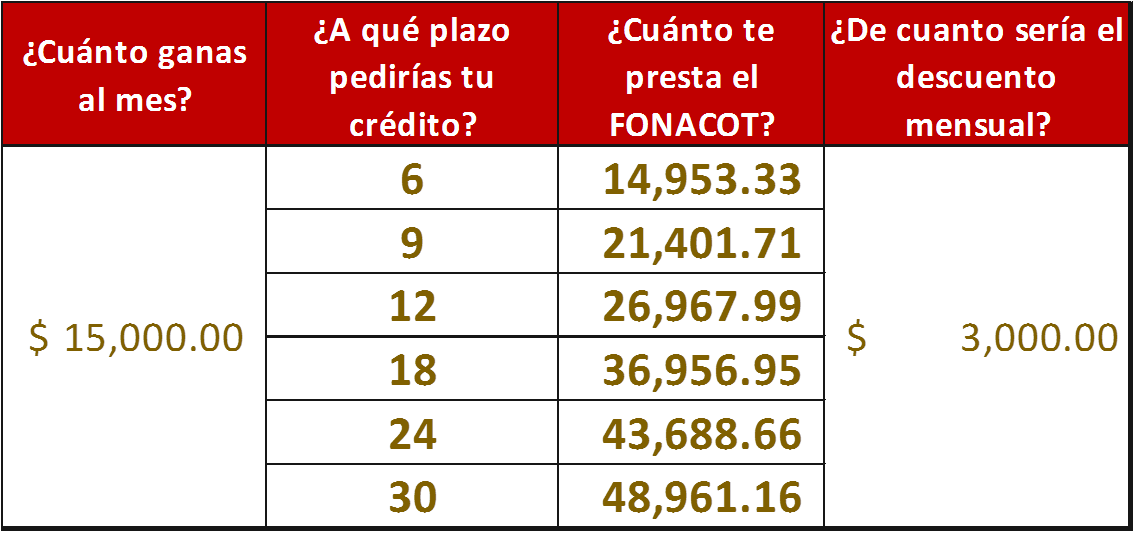 ¿Cuánto ganas
al mes?
¿A qué plazo
pedirías tu
crédito?
¿Cuánto te
presta el
FONACOT?
¿De cuanto sería el
descuento
mensual?
$ 15,000.00
6
14,953.33
9
21,401.71
12
26,967.99
18
36,956.95
24
43,688.66
30
48,961.16
$ 3,000.00